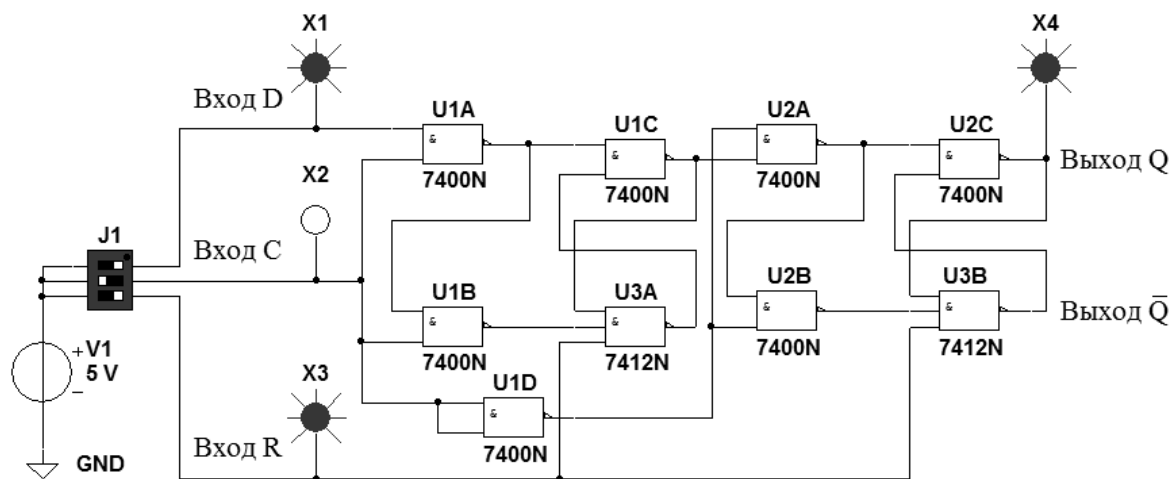 X1
X4
Вход D
U1A
&
7400N
U1C
&
7400N
U2A
&
7400N
U2C
&
7400N
Выход Q
X2
J1
Вход C
U1B
&
7400N
U3A
&
7412N
U2B
&
7400N
U3B
&
7412N
Выход Q̅
+ V1
5 V
−
X3
U1D
&
7400N
Вход R
GND